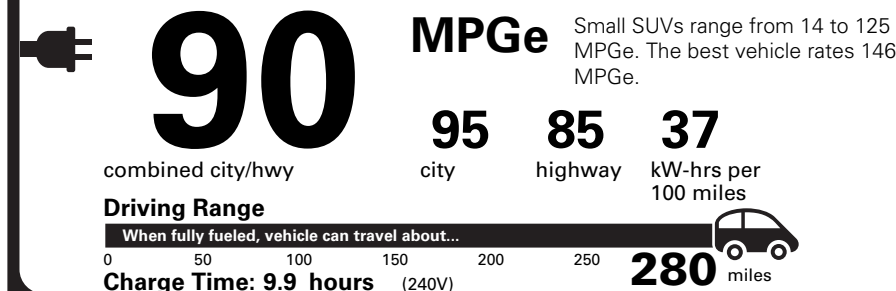 90
MPGe
Small SUVs range from 14 to 125
MPGe. The best vehicle rates 146
MPGe.
95 85 37
combined city/hwy city highway kW-hrs per
100 miles
Driving Range
When fully fueled, vehicle can travel about...
0 50 100 150 200 250 280 miles
Charge Time: 9.9 hours (240V)